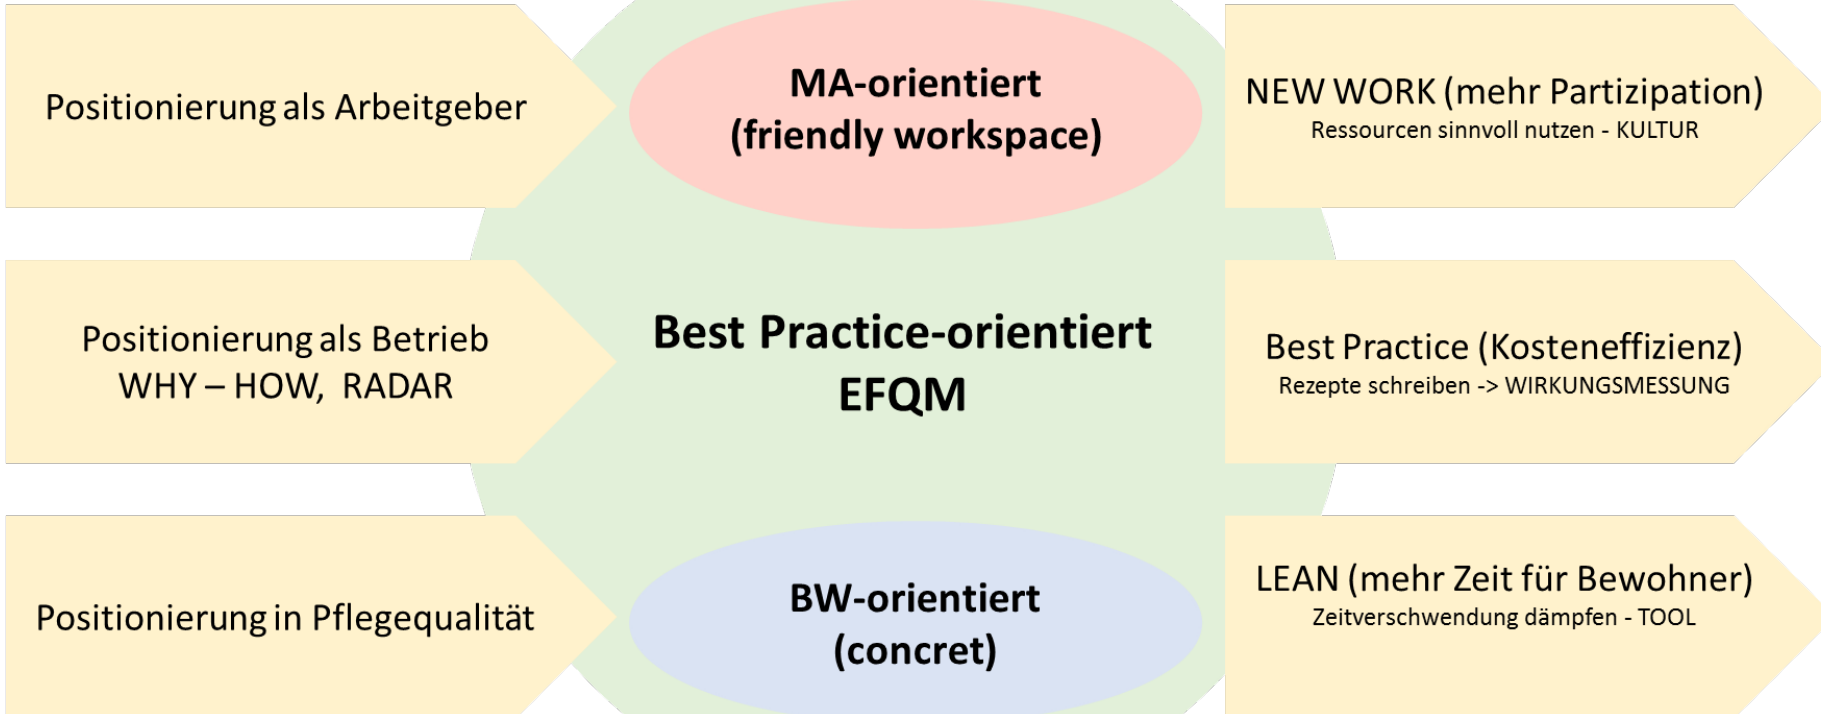 Positionierung als Arbeitgeber
MA-orientiert
(friendly workspace)
NEW WORK (mehr Partizipation)
Ressourcen sinnvoll nutzen - KULTUR
Positionierung als Betrieb
WHY – HOW, RADAR
Best Practice-orientiert
EFQM
Best Practice (Kosteneffizienz)
Rezepte schreiben -> WIRKUNGSMESSUNG
Positionierung in Pflegequalität
BW-orientiert
(concret)
LEAN (mehr Zeit für Bewohner)
Zeitverschwendung dämpfen - TOOL